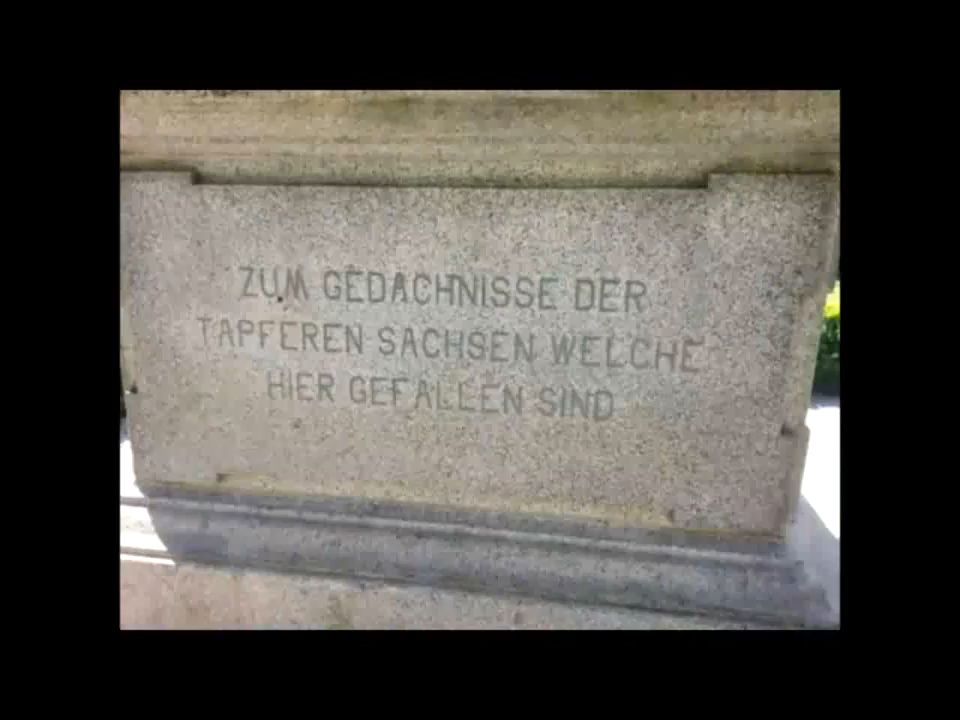 ZUM GEDACHNISSE DER
TAPFEREN SACHSEN WELCHE
HIER GEFALLEN SIND